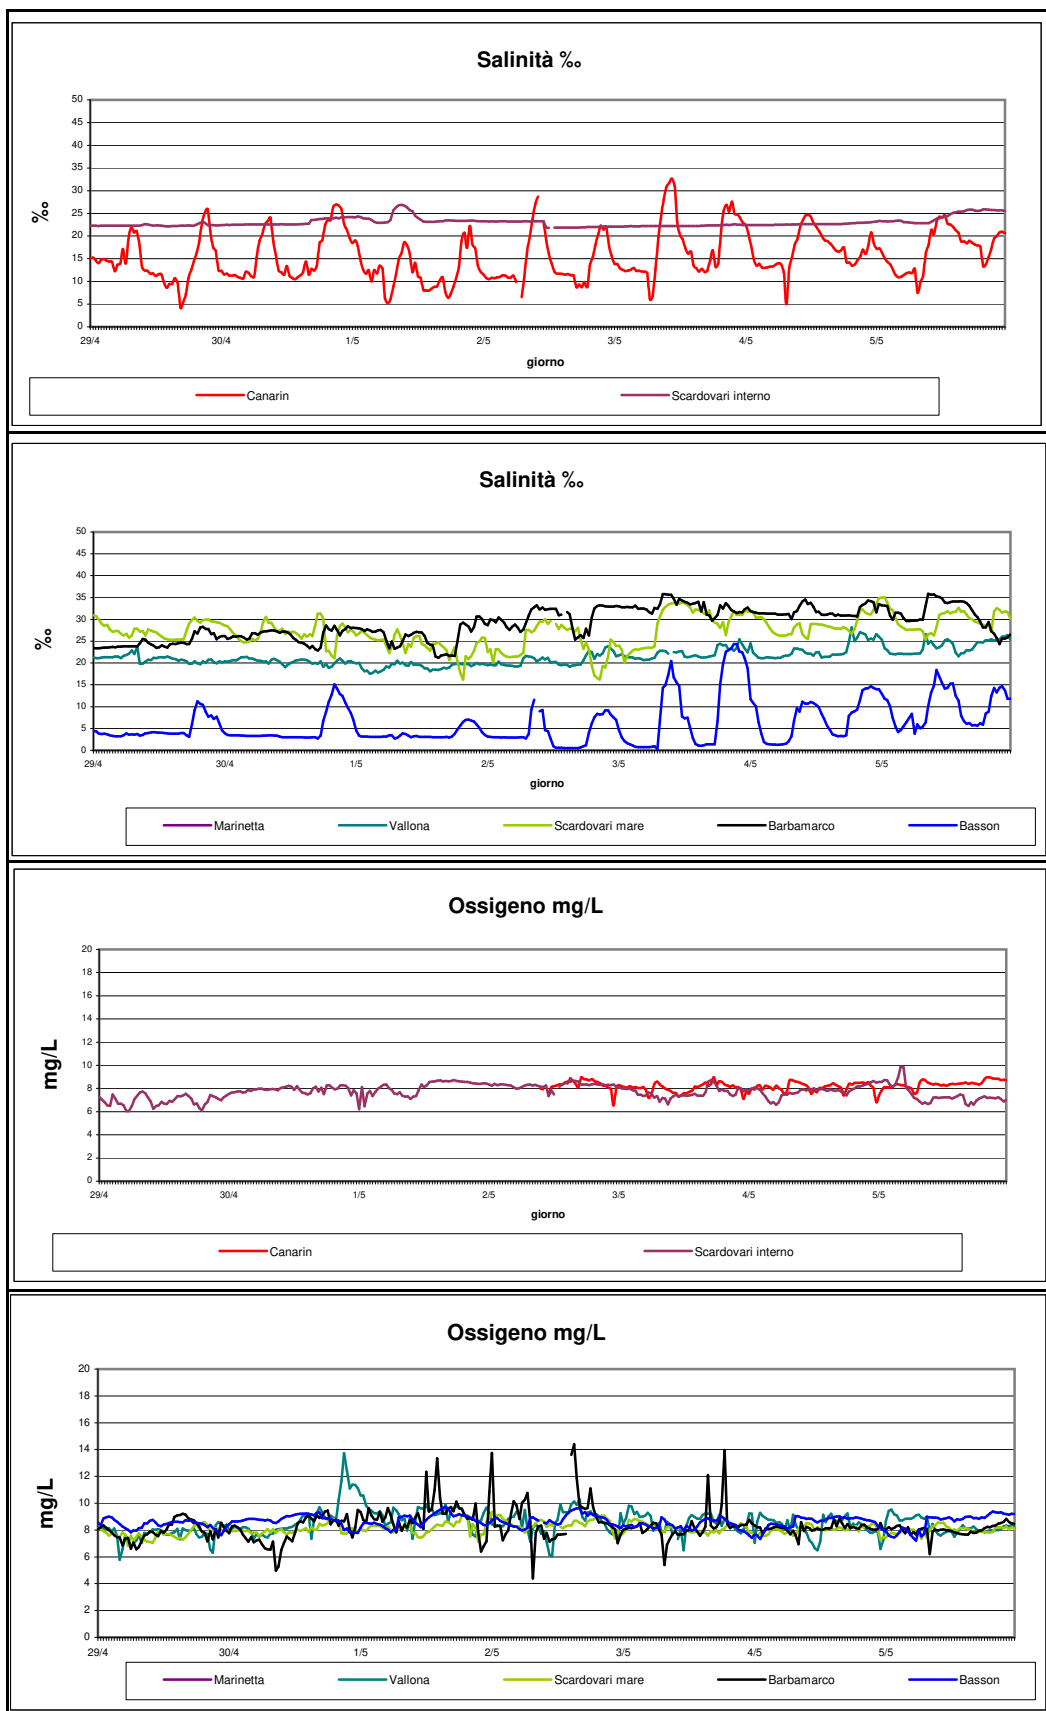 Salinità ‰
50
45
40
35
30
25
20
15
10
5
0
‰
29/4 30/4 1/5 2/5 3/5 4/5 5/5
giorno
Canarin Scardovari interno
Salinità ‰
50
45
40
35
30
25
20
15
10
5
0
‰
29/4 30/4 1/5 2/5 3/5 4/5 5/5
giorno
Marinetta Vallona Scardovari mare Barbamarco Basson
Ossigeno mg/L
20
18
16
14
12
10
8
6
4
2
0
mg/L
29/4 30/4 1/5 2/5 3/5 4/5 5/5
giorno
Canarin Scardovari interno
Ossigeno mg/L
20
18
16
14
12
10
8
6
4
2
0
mg/L
29/4 30/4 1/5 2/5 3/5 4/5 5/5
Marinetta Vallona Scardovari mare Barbamarco Basson